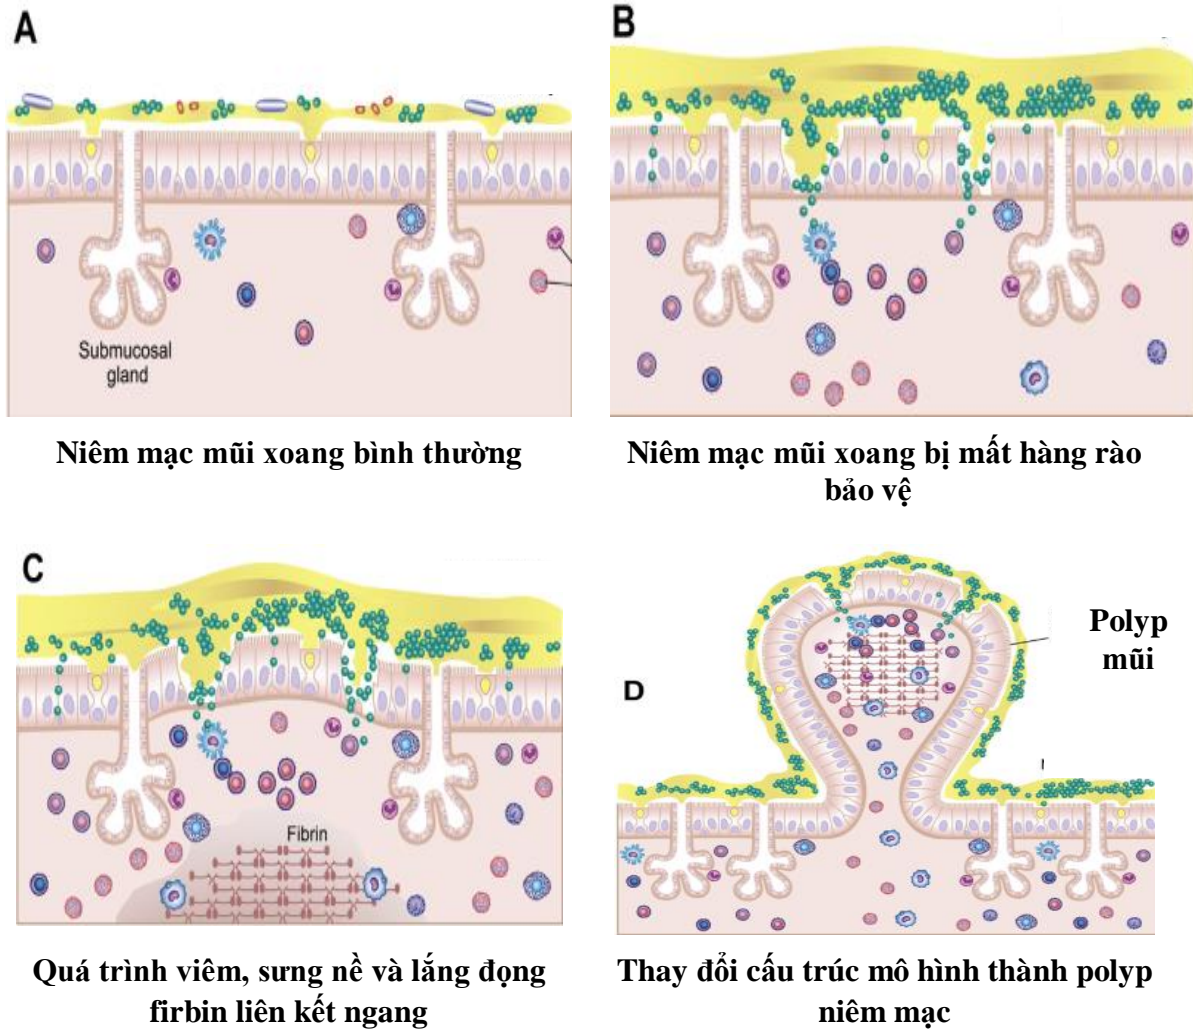 A
B
Submucosal
gland
Niêm mạc mũi xoang bình thường
Niêm mạc mũi xoang bị mất hàng rào
bảo vệ
C
Fibrin
D
Polyp
mũi
Quá trình viêm, sưng nề và lắng đọng
firbin liên kết ngang
Thay đổi cấu trúc mô hình thành polyp
niêm mạc